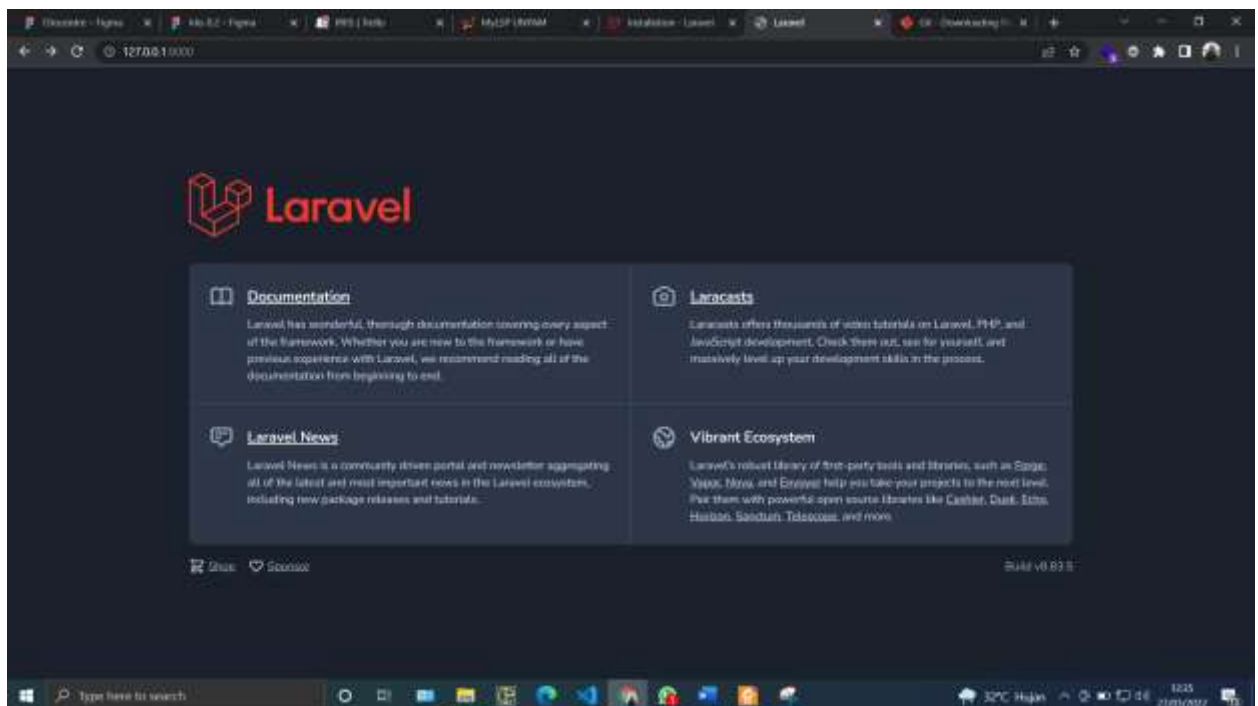 Laravel
127.0.0.1:8000
Laravel
Documentation
Laravel has wonderful, thorough documentation covering every aspect
of the framework. Whether you are new to the framework or have
previous experience with Laravel, we recommend reading all of the
documentation from beginning to end.
Laracasts
Laracasts offers thousands of video tutorials on Laravel, PHP, and
JavaScript development. Check them out, see for yourself, and
massively level up your development skills in the process.
Laravel News
Laravel News is a community driven portal and newsletter aggregating
all of the latest and most important news in the Laravel ecosystem,
including new package releases and tutorials.
Vibrant Ecosystem
Laravel's robust library of first-party tools and libraries, such as Forge,
Vapor, Nova, and Envoyer help you take your projects to the next level.
Pair them with powerful open source libraries like Cashier, Dusk, Echo,
Horizon, Sanctum, Telescope, and more.
Shop Sponsor
Build v8.83.5
Type here to search
32°C Hujan